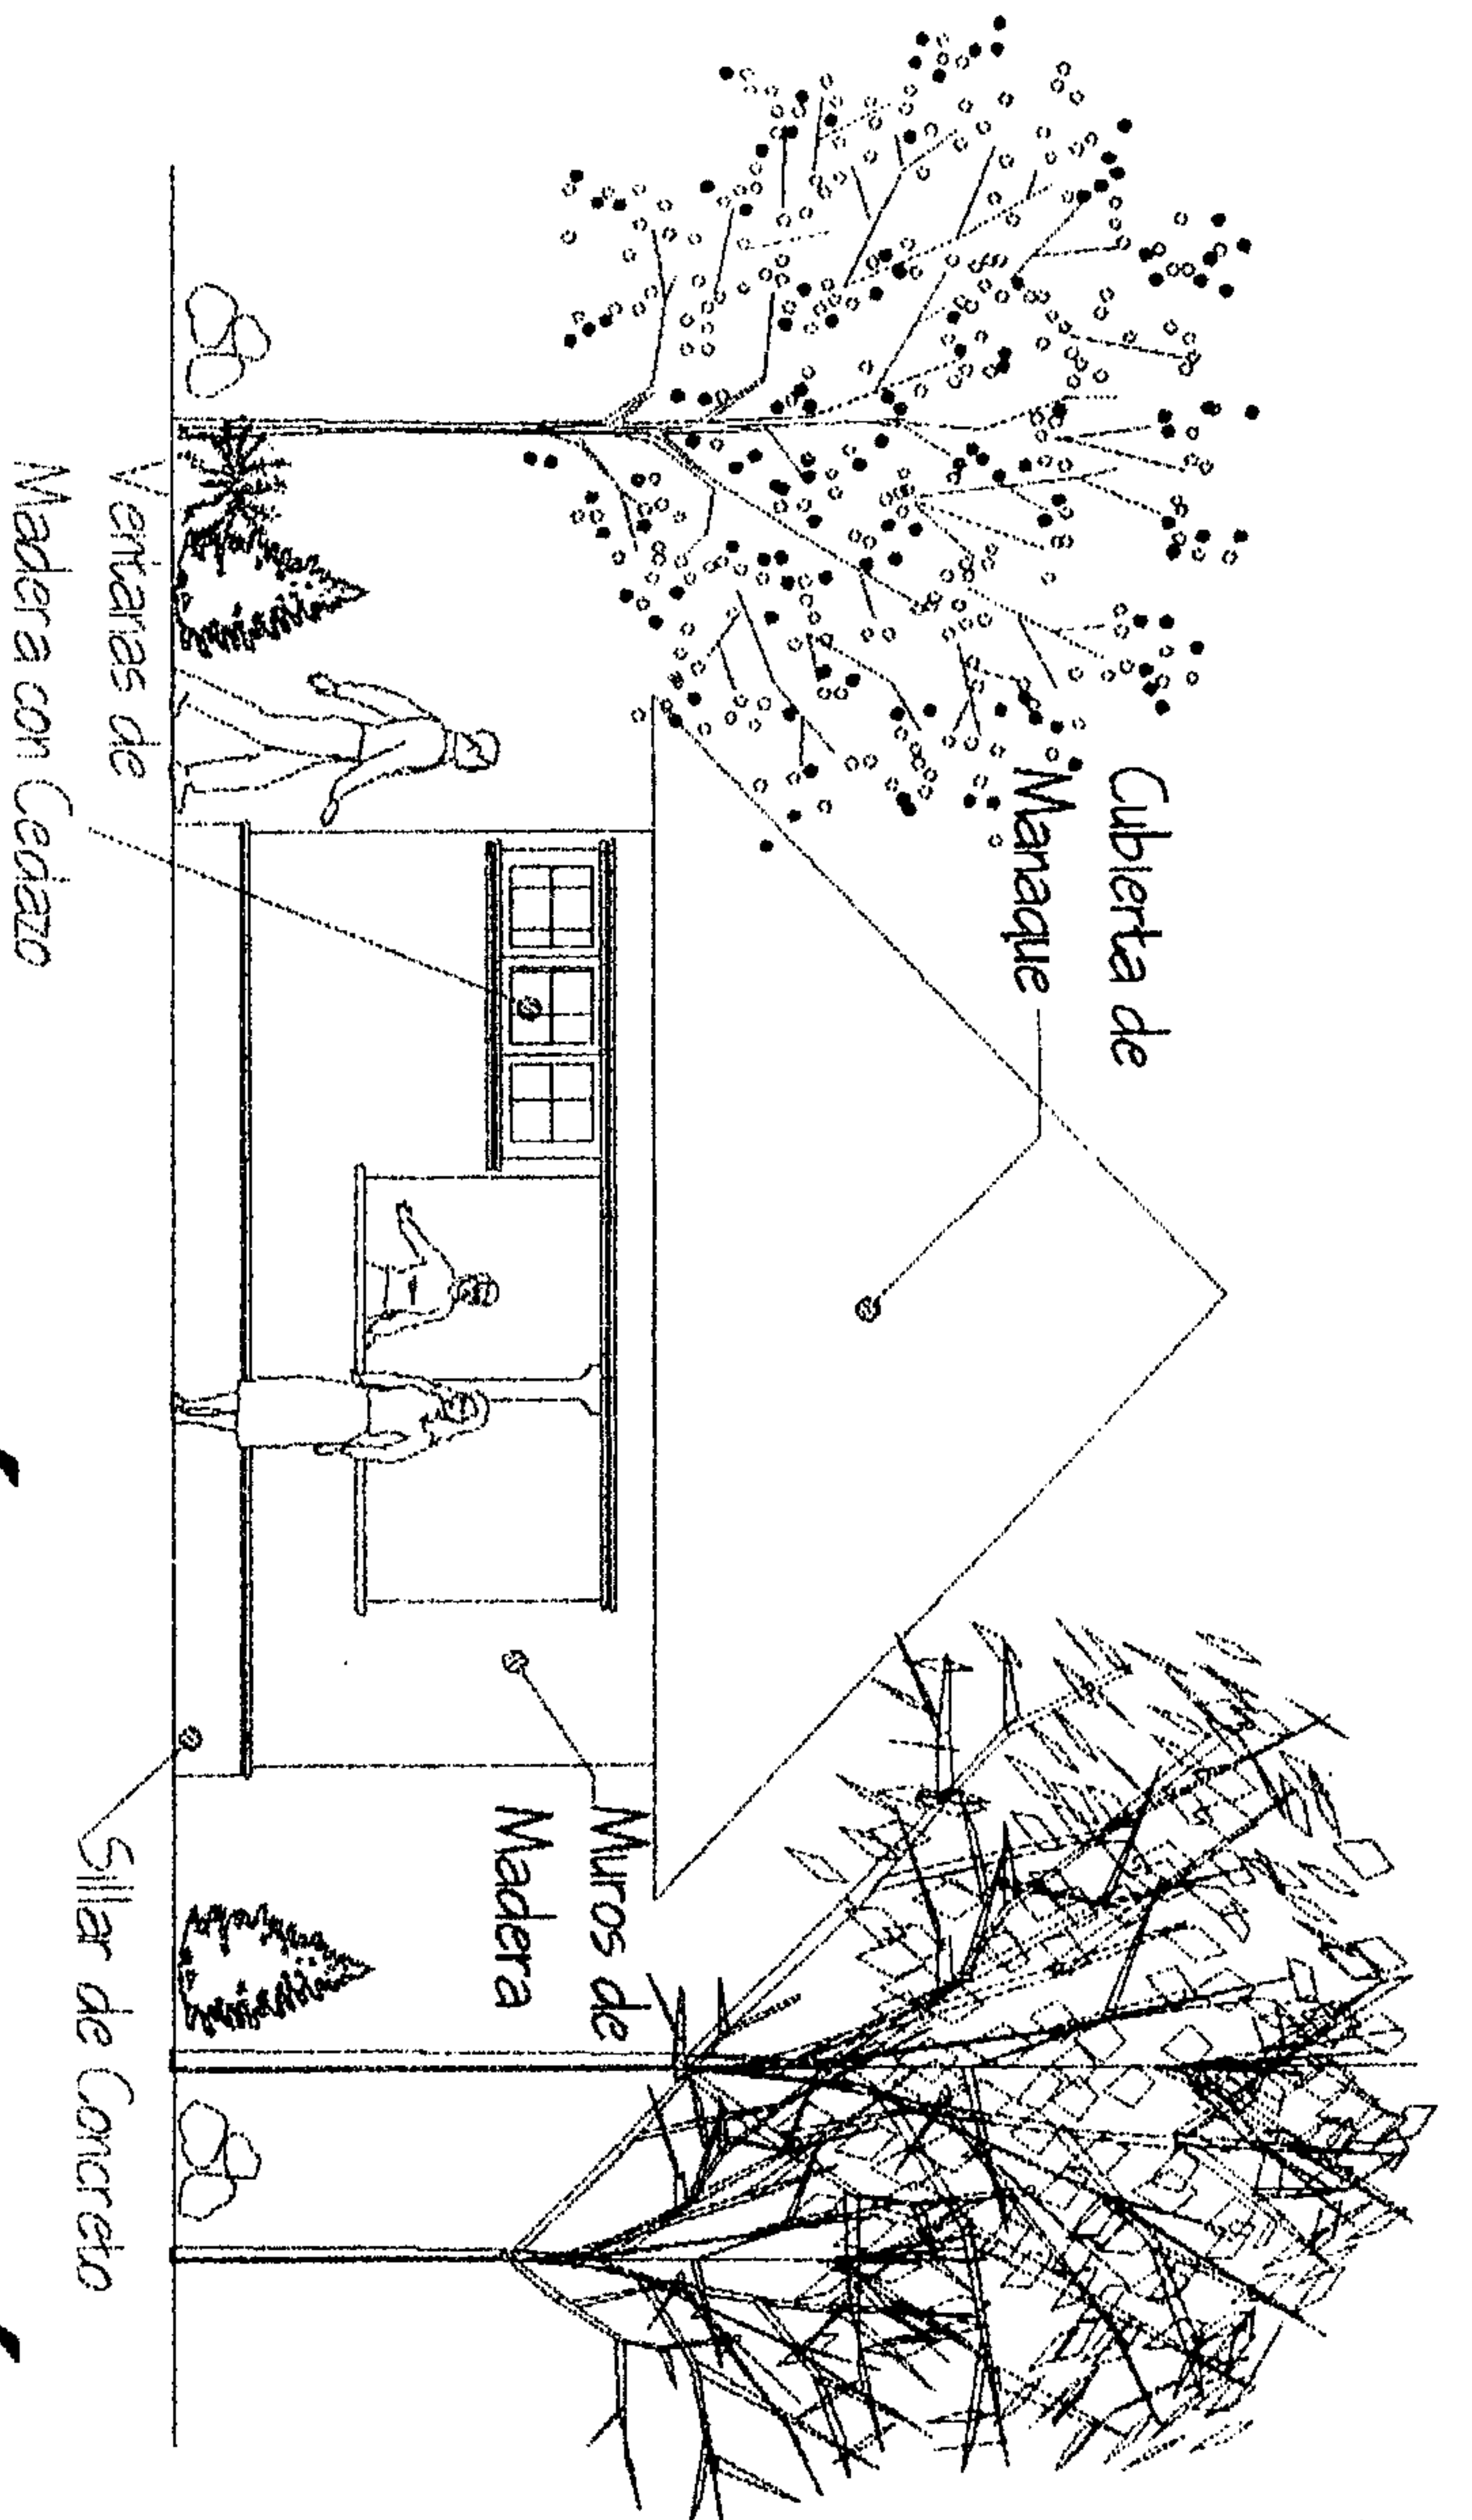 Cubierta de
Manaque
Muros de
Madera
Ventanas de
Madera con Cedazo
Sillar de Concreto